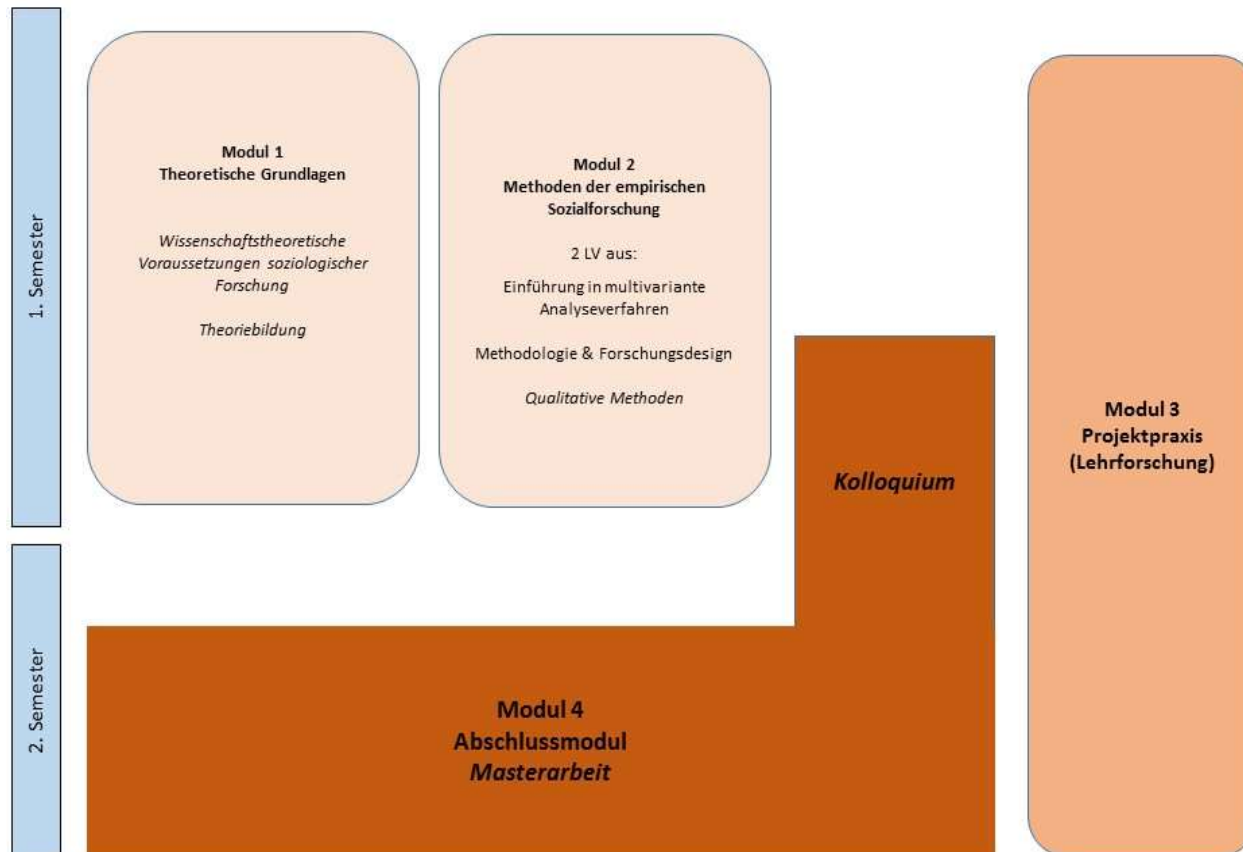 1. Semester
Modul 1
Theoretische Grundlagen
Wissenschaftstheoretische
Voraussetzungen soziologischer
Forschung
Theoriebildung
Modul 2
Methoden der empirischen
Sozialforschung
2 LV aus:
Einführung in multivariante
Analyseverfahren
Methodologie & Forschungsdesign
Qualitative Methoden
Kolloquium
Modul 3
Projektpraxis
(Lehrforschung)
2. Semester
Modul 4
Abschlussmodul
Masterarbeit